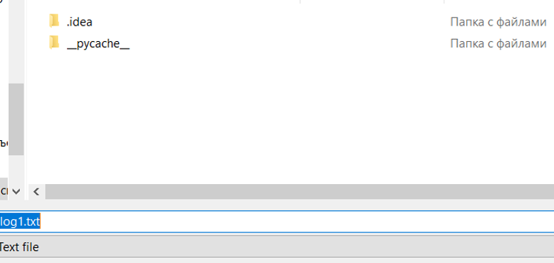 .idea Папка с файлами
__pycache__ Папка с файлами
log1.txt
Text file